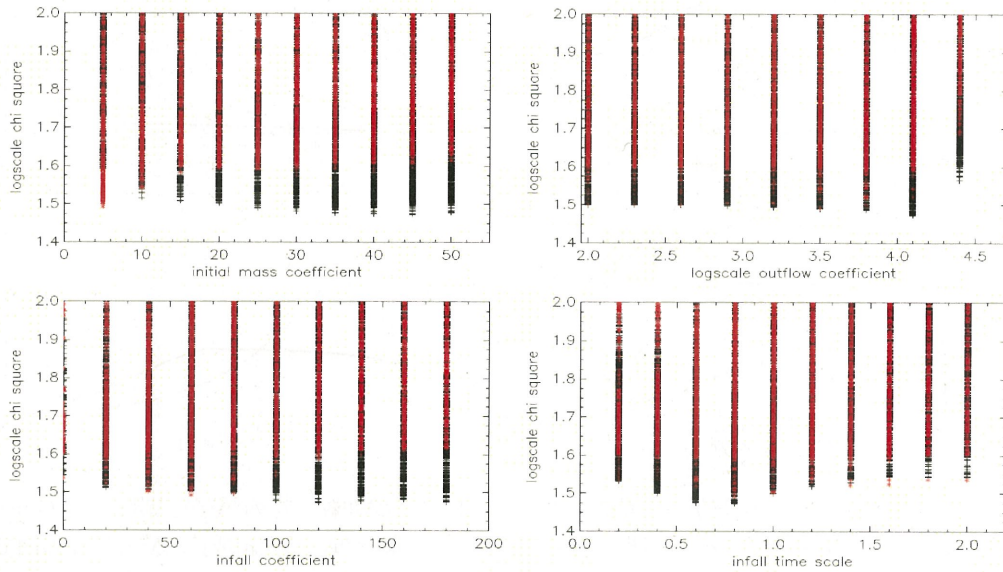 2.0
1.9
1.8
1.7
1.6
1.5
1.4
logscale chi square
0 10 20 30 40 50
initial mass coefficient
2.0
1.9
1.8
1.7
1.6
1.5
1.4
logscale chi square
2.0 2.5 3.0 3.5 4.0 4.5
logscale outflow coefficient
2.0
1.9
1.8
1.7
1.6
1.5
1.4
logscale chi square
0 50 100 150 200
infall coefficient
2.0
1.9
1.8
1.7
1.6
1.5
1.4
logscale chi square
0.0 0.5 1.0 1.5 2.0
infall time scale